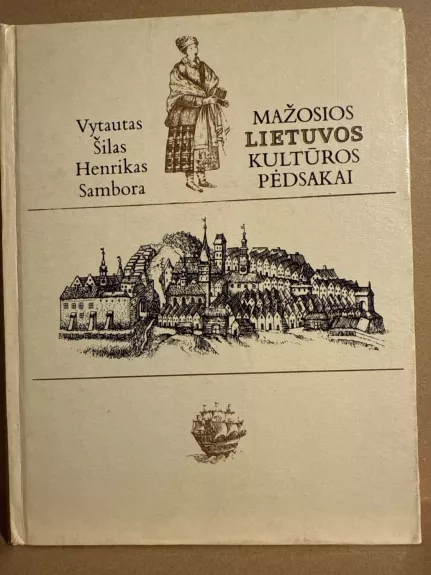 Vytautas
Šilas
Henrikas
Sambora
MAŽOSIOS
LIETUVOS
KULTŪROS
PĖDSAKAI